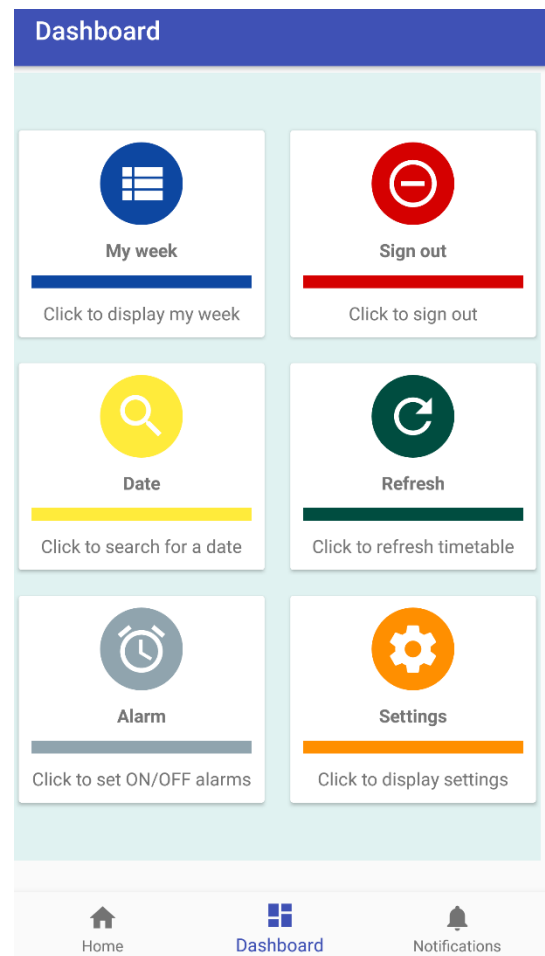 Dashboard
My week
Click to display my week
Sign out
Click to sign out
Date
Click to search for a date
Refresh
Click to refresh timetable
Alarm
Click to set ON/OFF alarms
Settings
Click to display settings
Home
Dashboard
Notifications